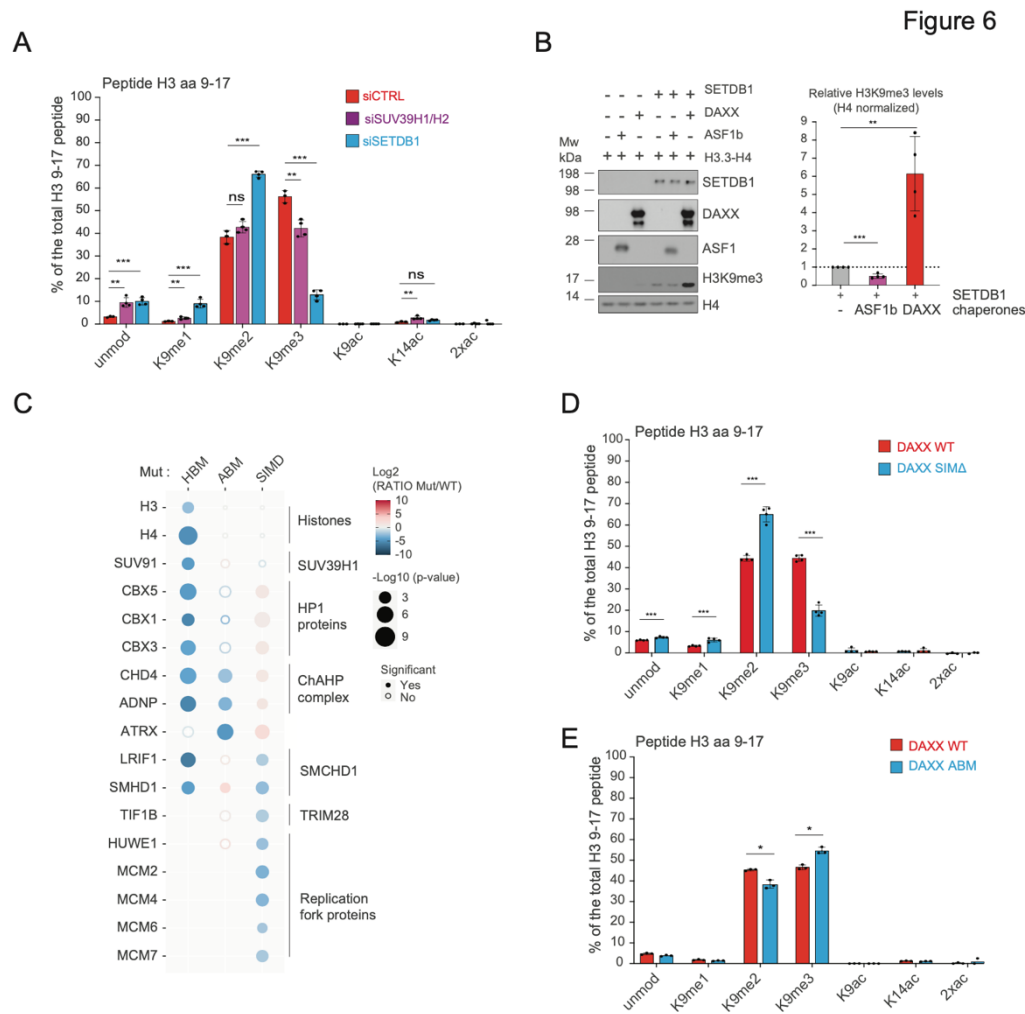 Figure 6
A
Peptide H3 aa 9-17
% of the total H3 9-17 peptide
100
90
80
70
60
50
40
30
20
10
0
siCTRL
siSUV39H1/H2
siSETDB1
** ***
** ***
ns ***
** ***
** ns
unmod
K9me1
K9me2
K9me3
K9ac
K14ac
2xac
B
- - - + + + SETDB1
- - + - - + DAXX
- + - - + - ASF1b
+ + + + + + H3.3-H4
Mw
kDa
198
98
SETDB1
98
DAXX
28
ASF1
17
H3K9me3
14
H4
Relative H3K9me3 levels
(H4 normalized)
9
8
7
6
5
4
3
2
1
0
**
***
+ + + SETDB1
- ASF1b DAXX chaperones
C
Mut : HBM ABM SIMD
H3
H4
Histones
SUV91
SUV39H1
CBX5
CBX1
CBX3
HP1
proteins
CHD4
ADNP
ChAHP
complex
ATRX
LRIF1
SMHD1
SMCHD1
TIF1B
TRIM28
HUWE1
MCM2
MCM4
MCM6
MCM7
Replication
fork proteins
Log2
(RATIO Mut/WT)
10
5
0
-5
-10
-Log10 (p-value)
3
6
9
Significant
Yes
No
D
Peptide H3 aa 9-17
% of the total H3 9-17 peptide
100
90
80
70
60
50
40
30
20
10
0
DAXX WT
DAXX SIMΔ
***
***
***
***
unmod
K9me1
K9me2
K9me3
K9ac
K14ac
2xac
E
Peptide H3 aa 9-17
% of the total H3 9-17 peptide
100
90
80
70
60
50
40
30
20
10
0
DAXX WT
DAXX ABM
*
*
unmod
K9me1
K9me2
K9me3
K9ac
K14ac
2xac